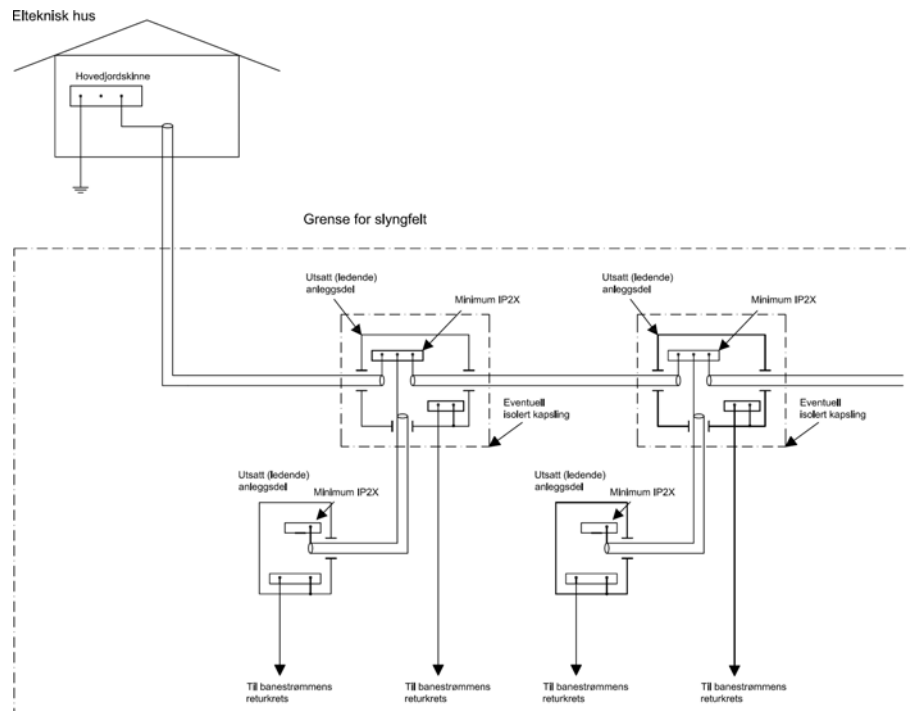 Elteknisk hus
Hovedjordskinne
Grense for slyngfelt
Utsatt (ledende)
anleggsdel
Minimum IP2X
Utsatt (ledende)
anleggsdel
Minimum IP2X
Eventuell
isolert kapsling
Eventuell
isolert kapsling
Utsatt (ledende)
anleggsdel
Minimum IP2X
Utsatt (ledende)
anleggsdel
Minimum IP2X
Til banestrømmens
returkrets
Til banestrømmens
returkrets
Til banestrømmens
returkrets
Til banestrømmens
returkrets